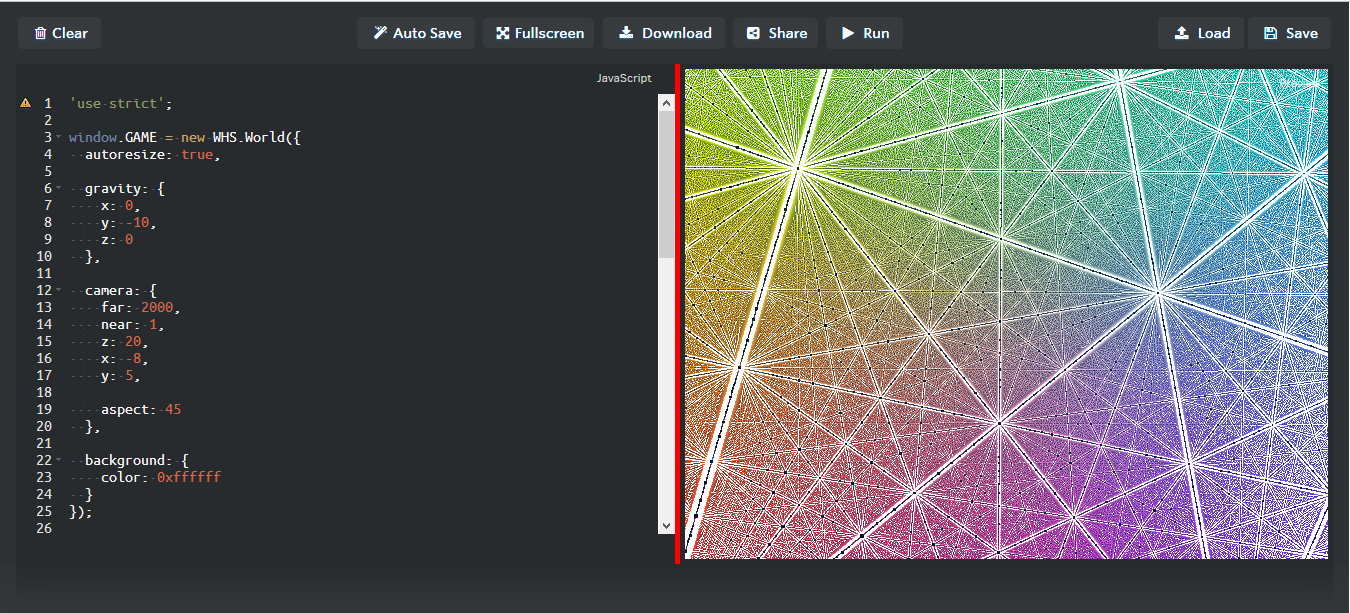 Clear
Auto Save
Fullscreen
Download
Share
Run
Load
Save
JavaScript
1 'use strict';
2
3 window.GAME = new WHS.World({
4   autoresize: true,
5
6   gravity: {
7     x: 0,
8     y: -10,
9     z: 0
10   },
11
12   camera: {
13     far: 2000,
14     near: 1,
15     z: 20,
16     x: -8,
17     y: 5,
18
19     aspect: 45
20   },
21
22   background: {
23     color: 0xffffff
24   }
25 });
26